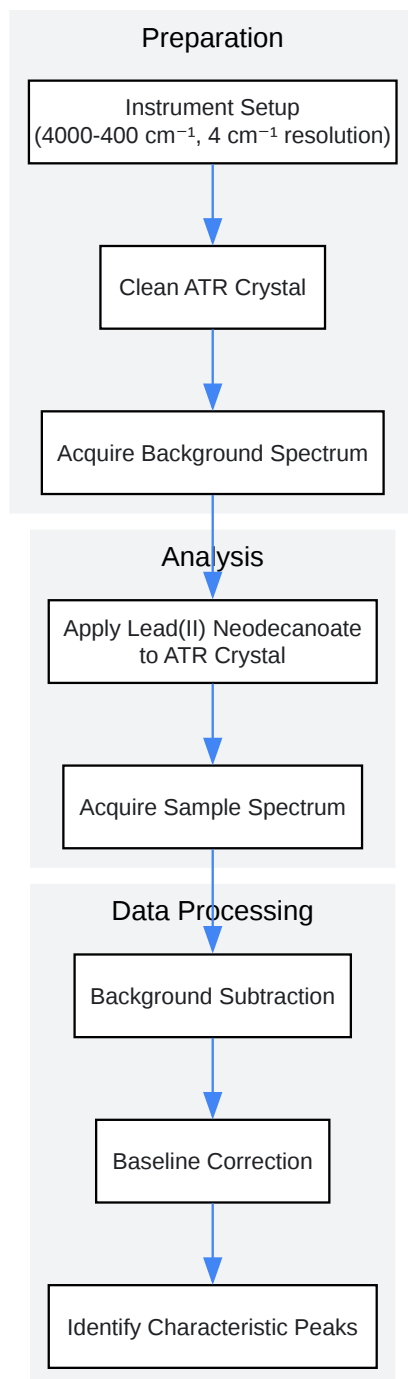 Preparation
Instrument Setup
(4000-400 cm⁻¹, 4 cm⁻¹ resolution)
Clean ATR Crystal
Acquire Background Spectrum
Analysis
Apply Lead(II) Neodecanoate
to ATR Crystal
Acquire Sample Spectrum
Data Processing
Background Subtraction
Baseline Correction
Identify Characteristic Peaks